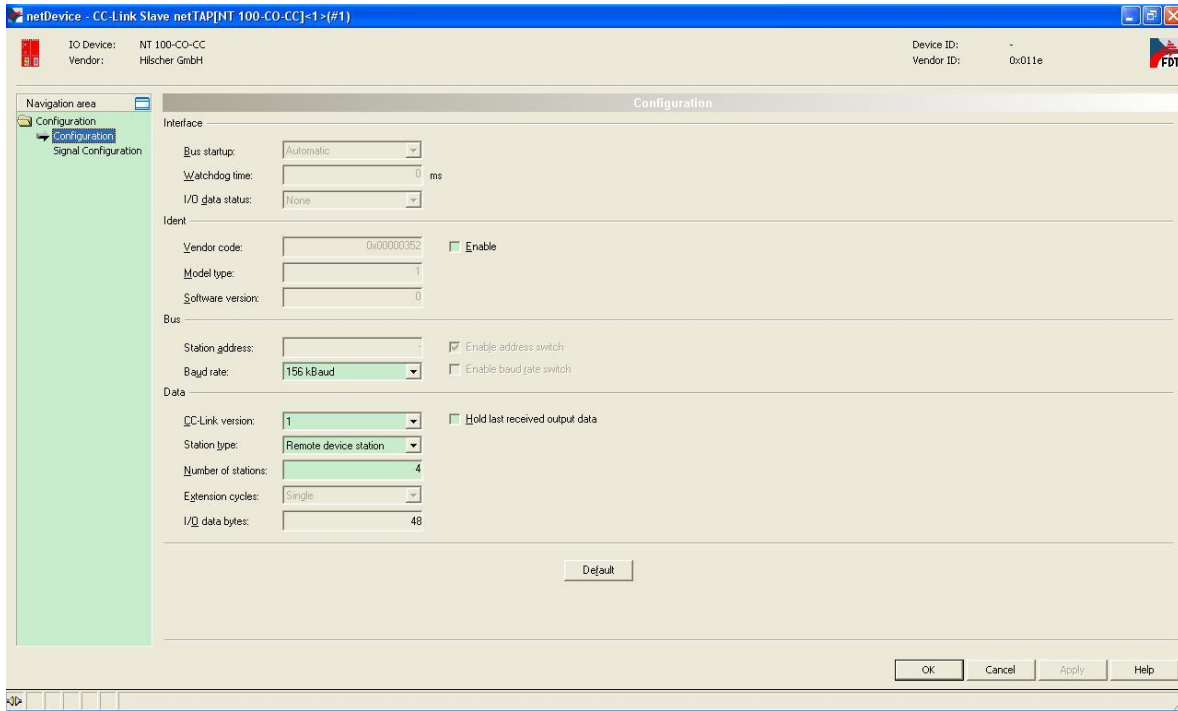 netDevice - CC-Link Slave netTAP[NT 100-CO-CC]<1>(#1)
IO Device: NT 100-CO-CC Device ID: -
Vendor: Hilscher GmbH Vendor ID: 0x011e
FDT
Navigation area
Configuration
Configuration
Configuration
Signal Configuration
Interface
Bus startup: Automatic
Watchdog time: 0 ms
I/O data status: None
Ident
Vendor code: 0x00000352 Enable
Model type: 1
Software version: 0
Bus
Station address: - Enable address switch
Baud rate: 156 kBaud Enable baud rate switch
Data
CC-Link version: 1 Hold last received output data
Station type: Remote device station
Number of stations: 4
Extension cycles: Single
I/O data bytes: 48
Default
OK Cancel Apply Help